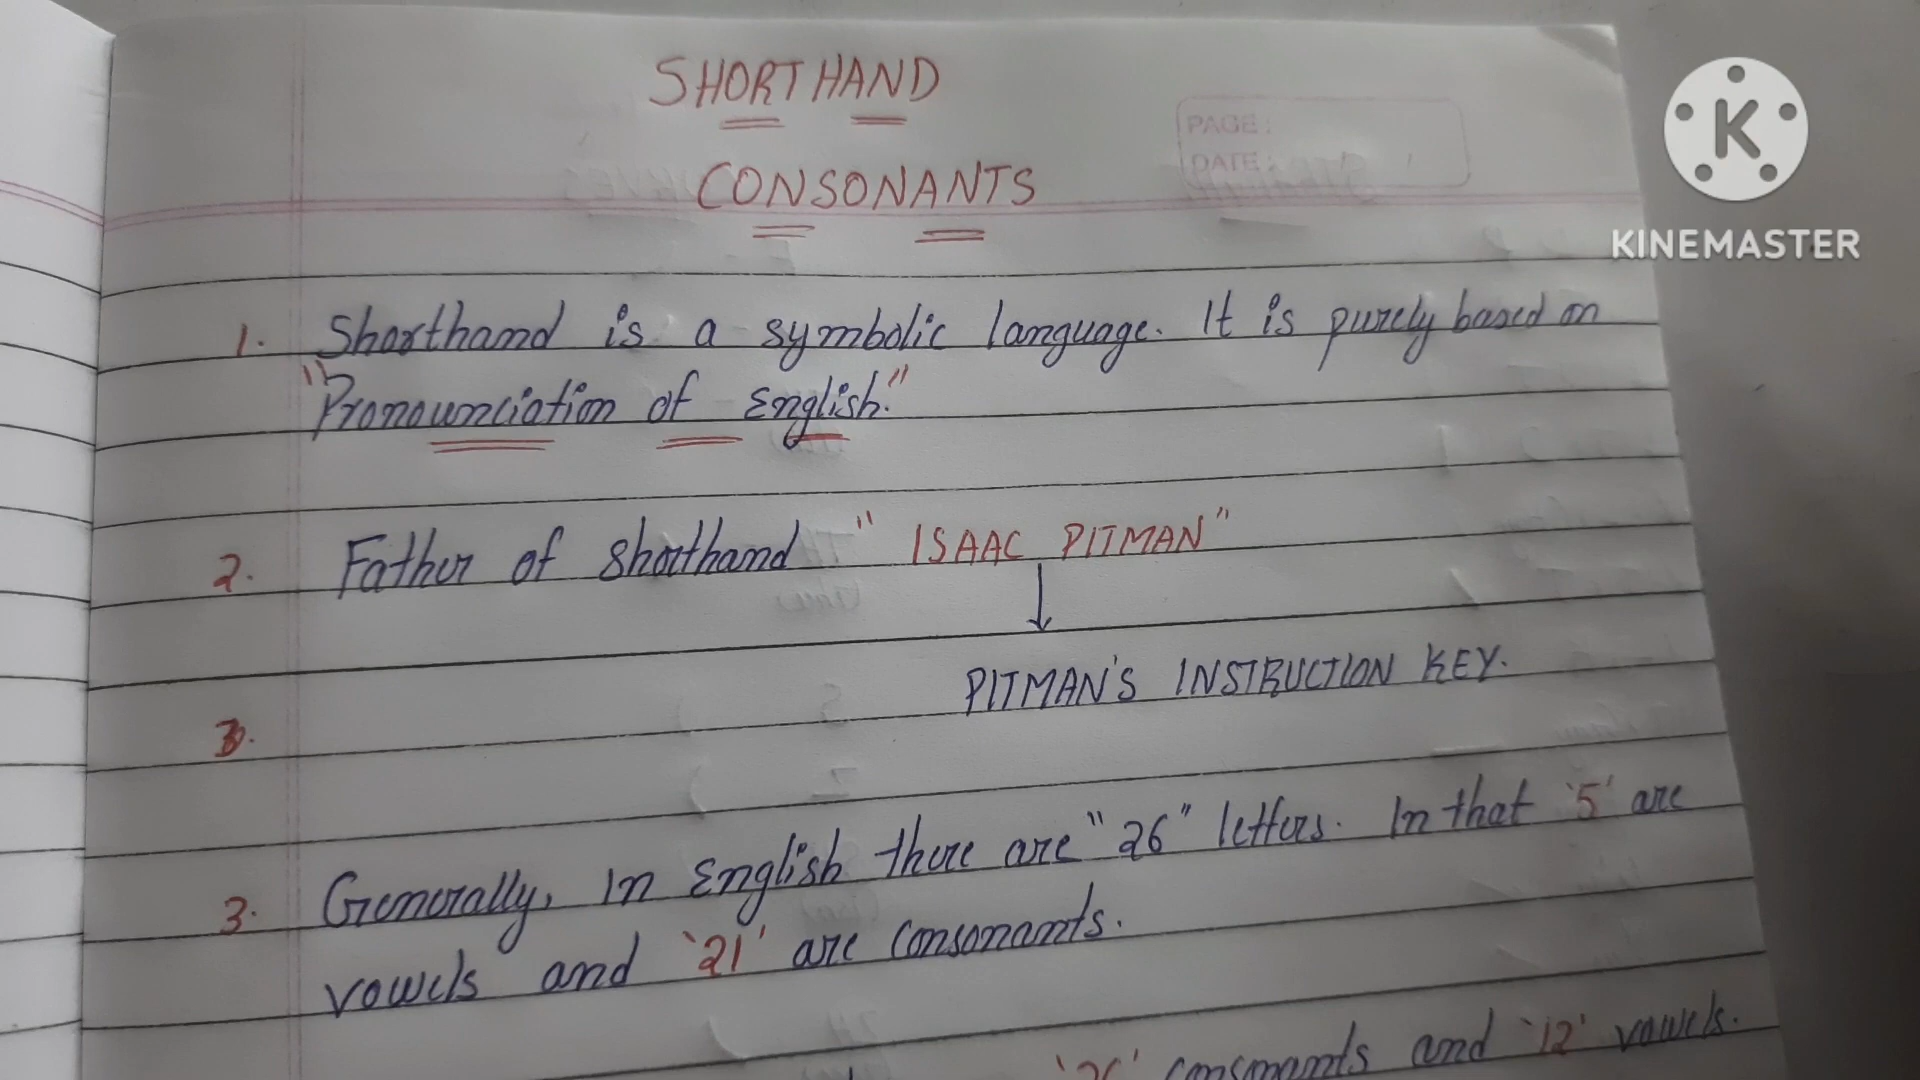 SHORTHAND
CONSONANTS
PAGE:
DATE:
KINEMASTER
1. Shorthand is a symbolic language. It is purely based on
"Pronounciation of English."
2. Father of Shorthand "ISAAC PITMAN"
↓
PITMAN'S INSTRUCTION KEY.
3.
3. Generally, In English there are "26" letters. In that '5' are
vowels and '21' are consonants.
consonants and '12' vowels.